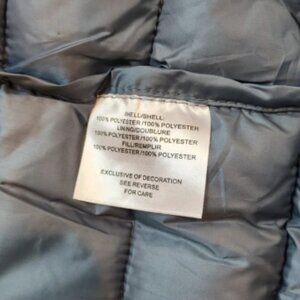 SHELL/SHELL:
100% POLYESTER/100% POLYESTER
LINING/DOUBLURE
100% POLYESTER/100% POLYESTER
FILL/REMPLIR
100% POLYESTER/100% POLYESTER
EXCLUSIVE OF DECORATION
SEE REVERSE
FOR CARE